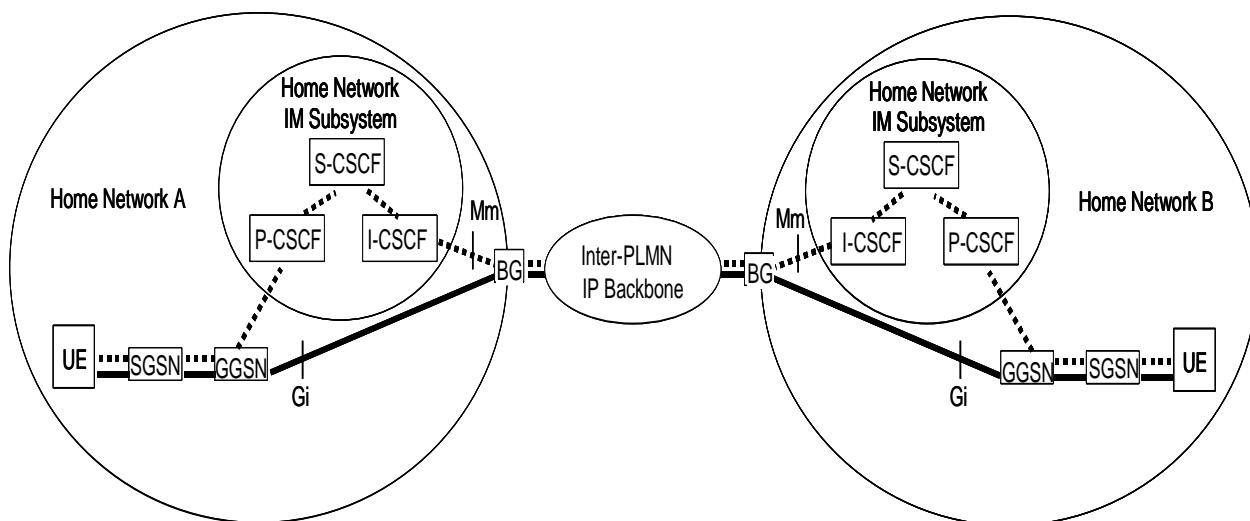 Home Network
IM Subsystem
S-CSCF
Home Network A
P-CSCF
I-CSCF
Mm
BG
UE
SGSN
GGSN
Gi
Inter-PLMN
IP Backbone
Home Network
IM Subsystem
S-CSCF
Home Network B
Mm
I-CSCF
P-CSCF
BG
Gi
GGSN
SGSN
UE